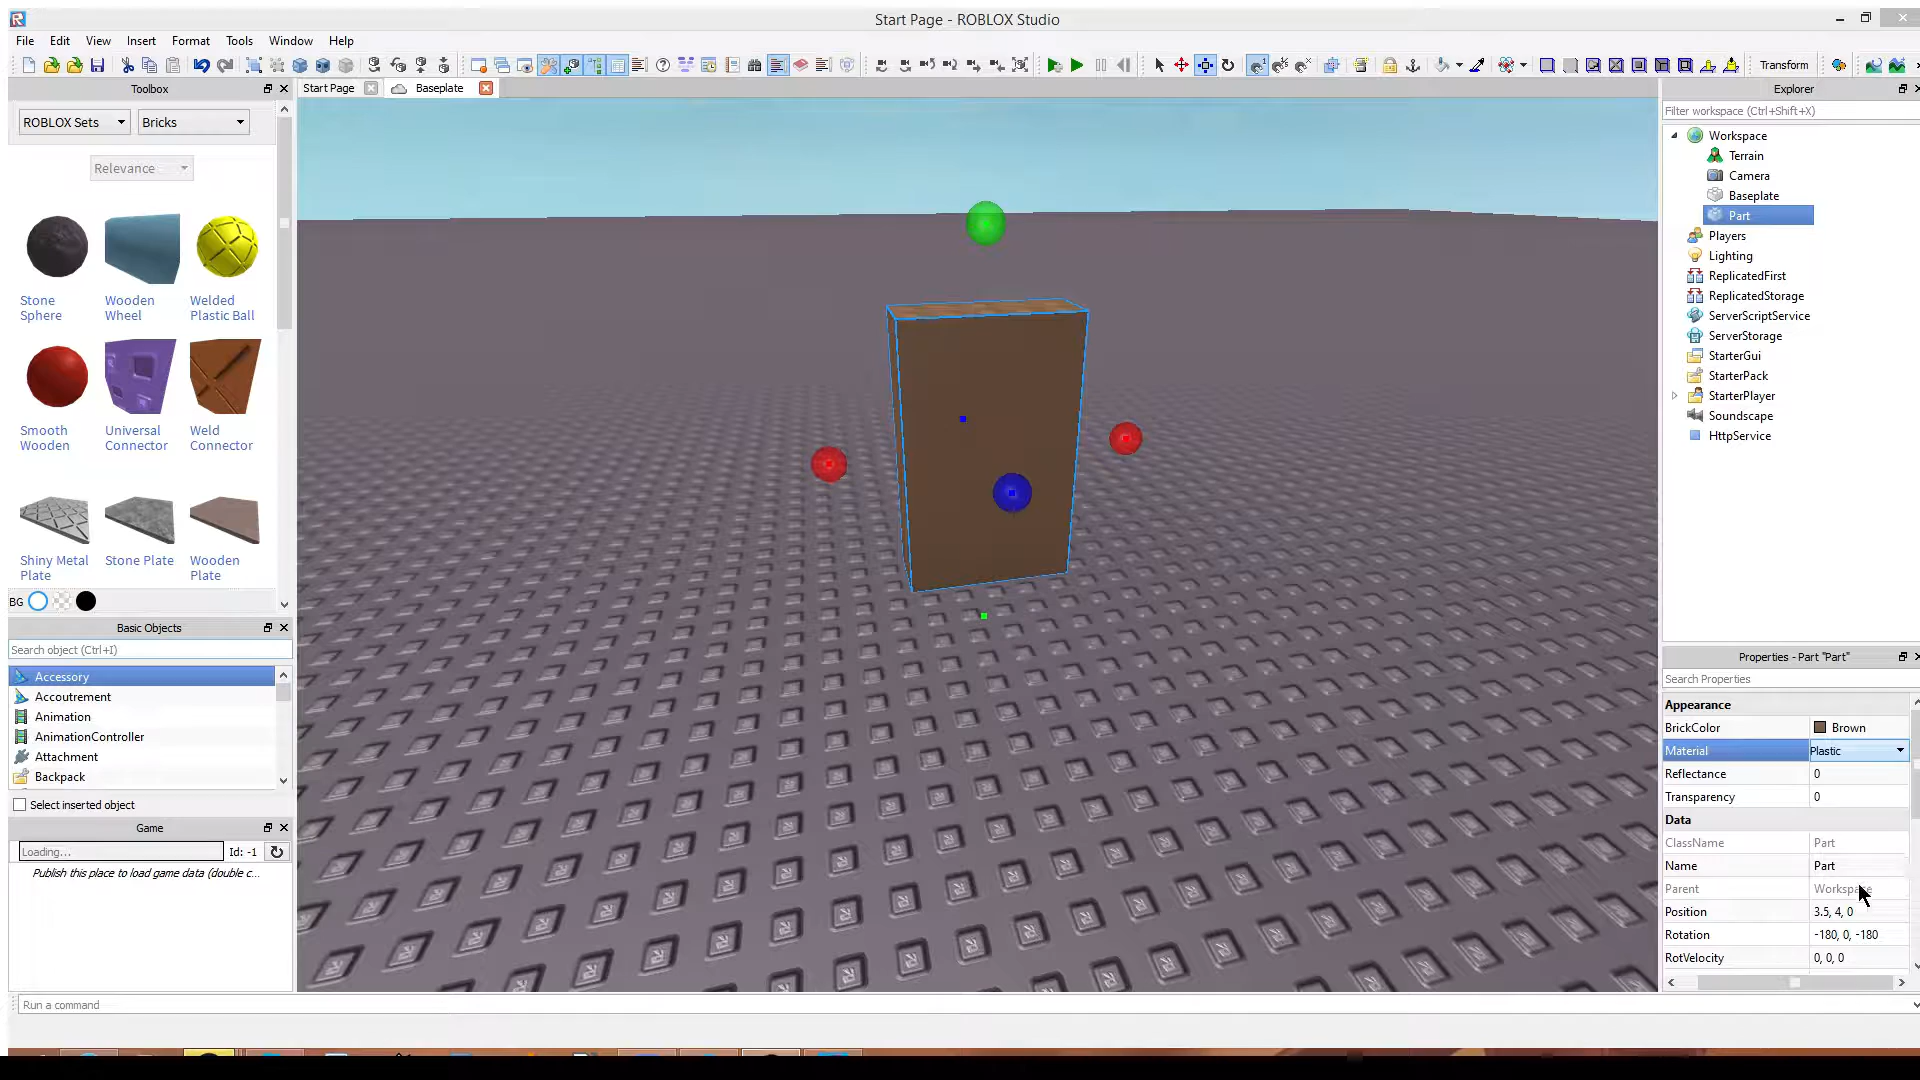 Start Page - ROBLOX Studio
File Edit View Insert Format Tools Window Help
Transform
Toolbox
Start Page
Baseplate
ROBLOX Sets
Bricks
Relevance
Stone Sphere
Wooden Wheel
Welded Plastic Ball
Smooth Wooden
Universal Connector
Weld Connector
Shiny Metal Plate
Stone Plate
Wooden Plate
BG
Basic Objects
Search object (Ctrl+I)
Accessory
Accoutrement
Animation
AnimationController
Attachment
Backpack
Select inserted object
Game
Loading...
Id: -1
Publish this place to load game data (double c...
Run a command
Explorer
Filter workspace (Ctrl+Shift+X)
Workspace
Terrain
Camera
Baseplate
Part
Players
Lighting
ReplicatedFirst
ReplicatedStorage
ServerScriptService
ServerStorage
StarterGui
StarterPack
StarterPlayer
Soundscape
HttpService
Properties - Part "Part"
Search Properties
Appearance
BrickColor Brown
Material Plastic
Reflectance 0
Transparency 0
Data
ClassName Part
Name Part
Parent Workspace
Position 3.5, 4, 0
Rotation -180, 0, -180
RotVelocity 0, 0, 0